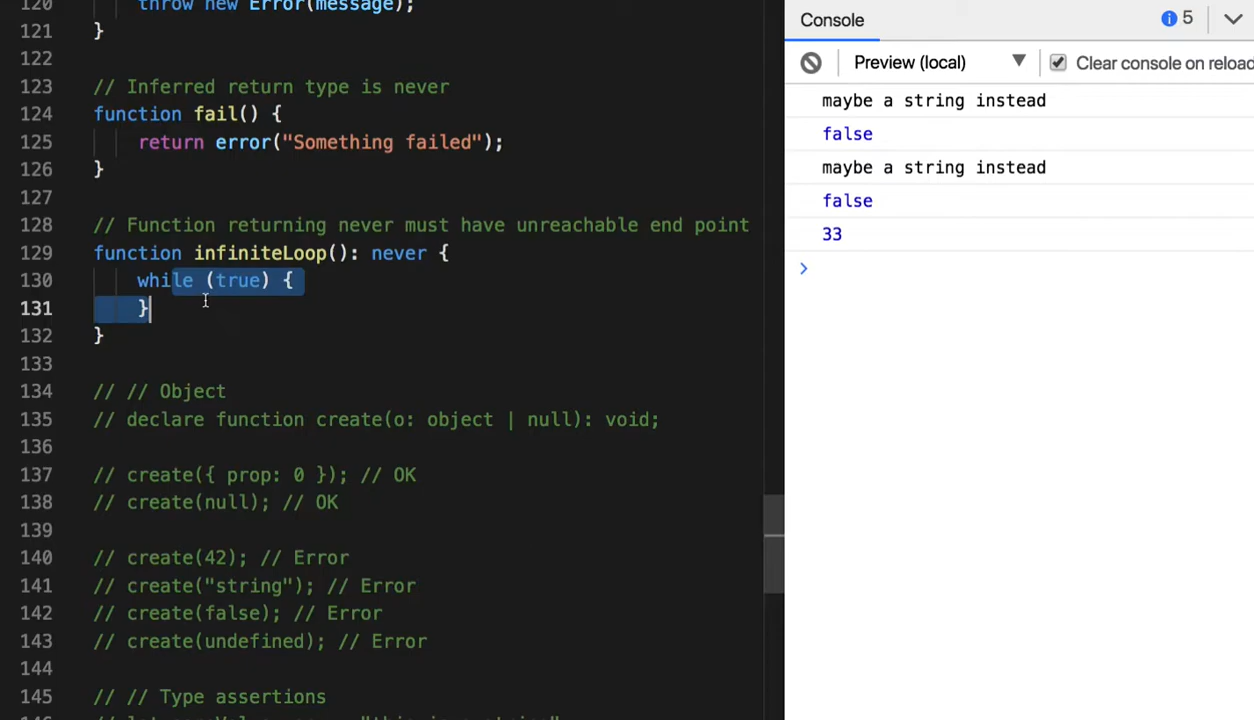 120         throw new Error(message);
121     }
122
123     // Inferred return type is never
124     function fail() {
125         return error("Something failed");
126     }
127
128     // Function returning never must have unreachable end point
129     function infiniteLoop(): never {
130         while (true) {
131         }
132     }
133
134     // // Object
135     // declare function create(o: object | null): void;
136
137     // create({ prop: 0 }); // OK
138     // create(null); // OK
139
140     // create(42); // Error
141     // create("string"); // Error
142     // create(false); // Error
143     // create(undefined); // Error
144
145     // // Type assertions
146
Console
5
Preview (local) ▼
Clear console on reload
maybe a string instead
false
maybe a string instead
false
33
>